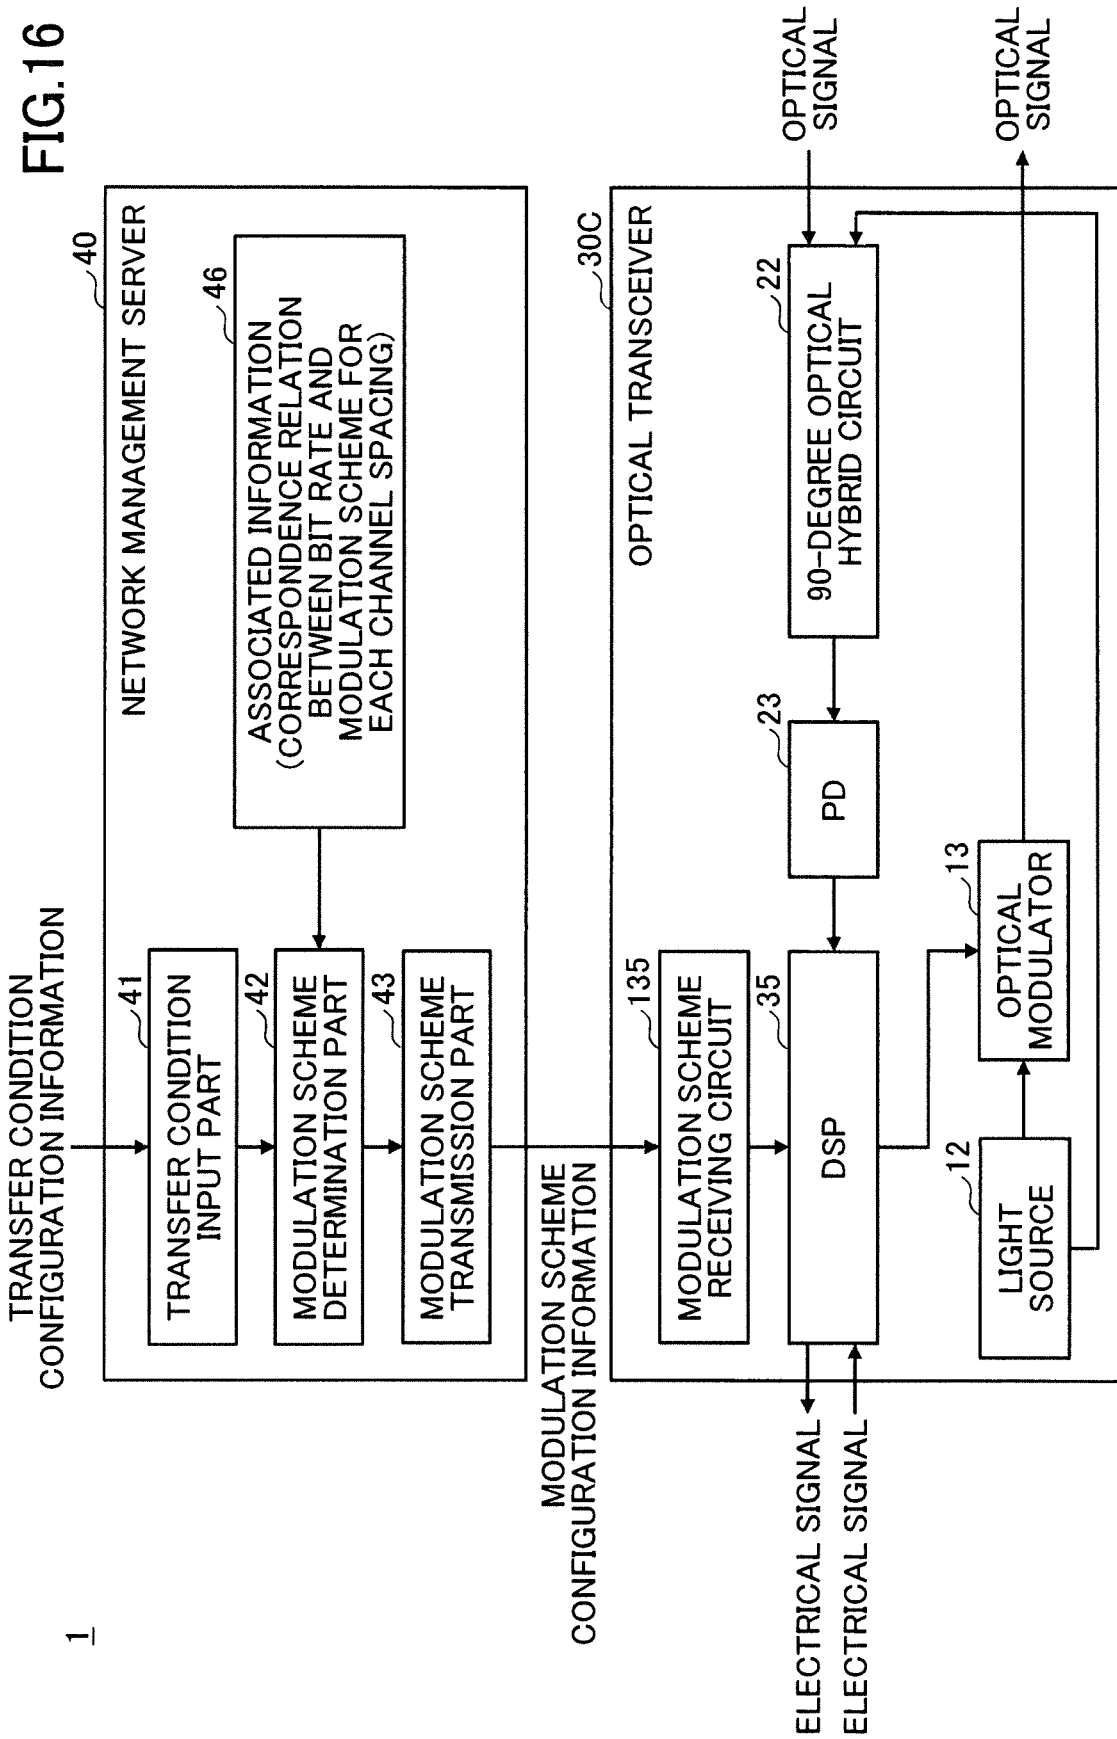 FIG.16
1
TRANSFER CONDITION
CONFIGURATION INFORMATION
40
NETWORK MANAGEMENT SERVER
41
TRANSFER CONDITION
INPUT PART
42
MODULATION SCHEME
DETERMINATION PART
43
MODULATION SCHEME
TRANSMISSION PART
46
ASSOCIATED INFORMATION
(CORRESPONDENCE RELATION
BETWEEN BIT RATE AND
MODULATION SCHEME FOR
EACH CHANNEL SPACING)
MODULATION SCHEME
CONFIGURATION INFORMATION
30C
OPTICAL TRANSCEIVER
135
MODULATION SCHEME
RECEIVING CIRCUIT
35
DSP
23
PD
22
90-DEGREE OPTICAL
HYBRID CIRCUIT
OPTICAL
SIGNAL
ELECTRICAL SIGNAL
ELECTRICAL SIGNAL
12
LIGHT
SOURCE
13
OPTICAL
MODULATOR
OPTICAL
SIGNAL